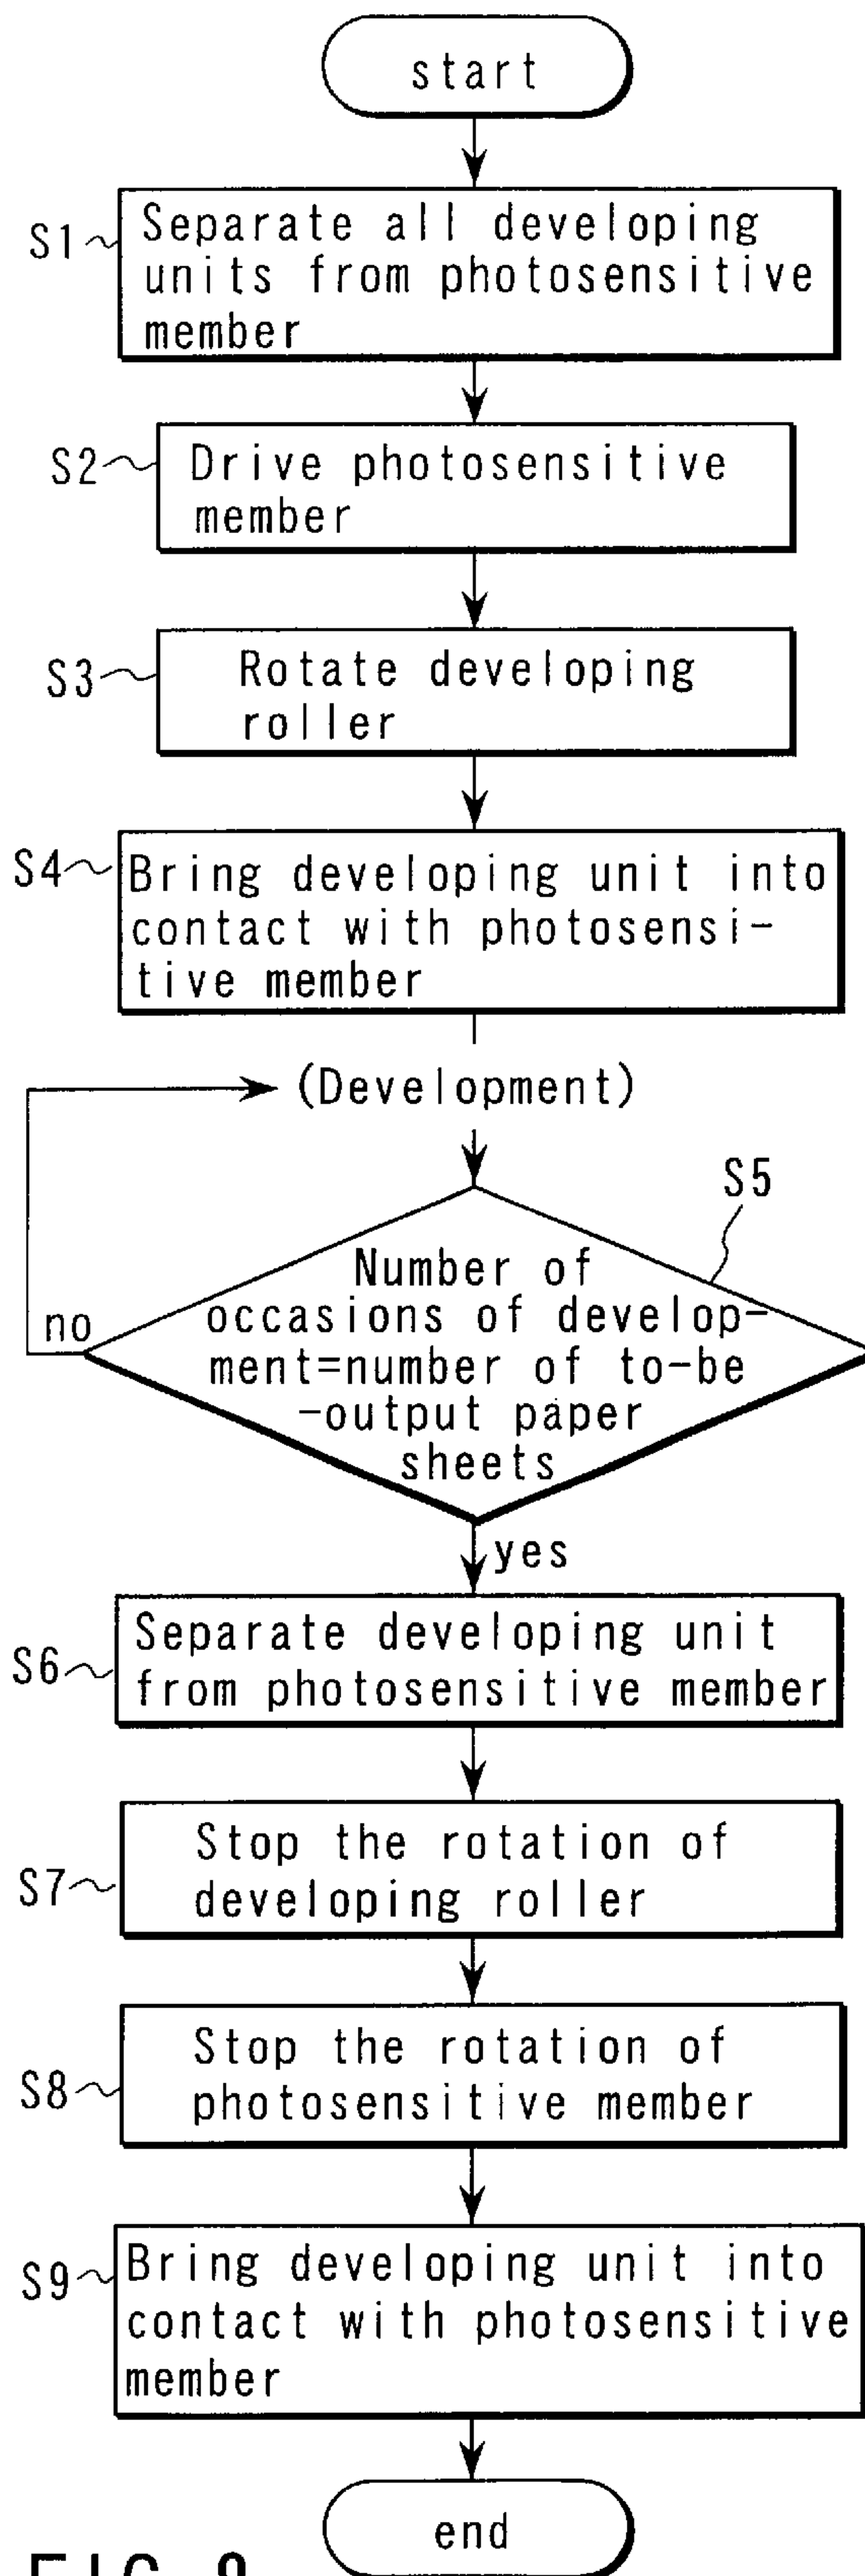 start
S1
Separate all developing
units from photosensitive
member
S2
Drive photosensitive
member
S3
Rotate developing
roller
S4
Bring developing unit into
contact with photosensi-
tive member
(Development)
S5
Number of
occasions of develop-
ment=number of to-be
-output paper
sheets
no
yes
S6
Separate developing unit
from photosensitive member
S7
Stop the rotation of
developing roller
S8
Stop the rotation of
photosensitive member
S9
Bring developing unit into
contact with photosensitive
member
end